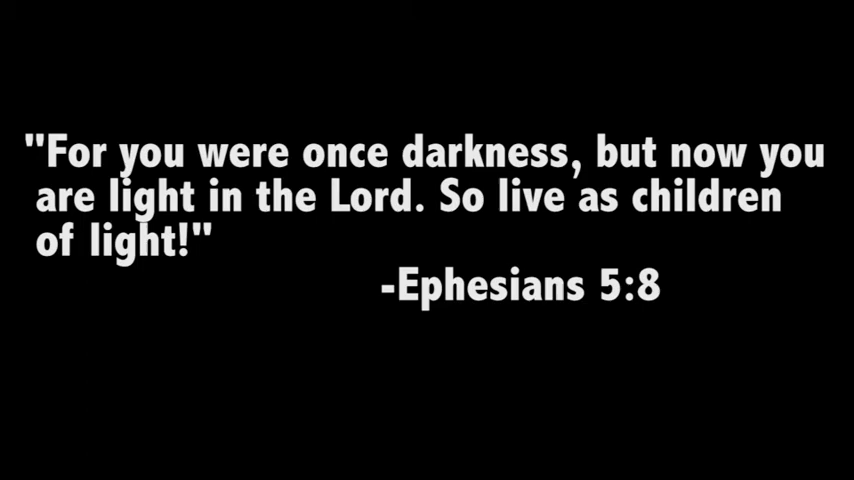 "For you were once darkness, but now you
are light in the Lord. So live as children
of light!"
-Ephesians 5:8